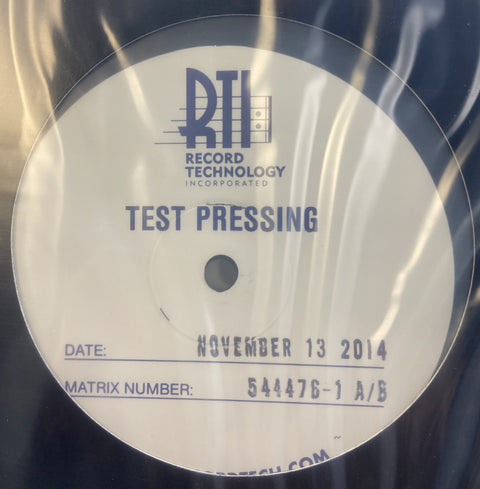 RTI
RECORD
TECHNOLOGY
INCORPORATED
TEST PRESSING
DATE: NOVEMBER 13 2014
MATRIX NUMBER: 544476-1 A/B